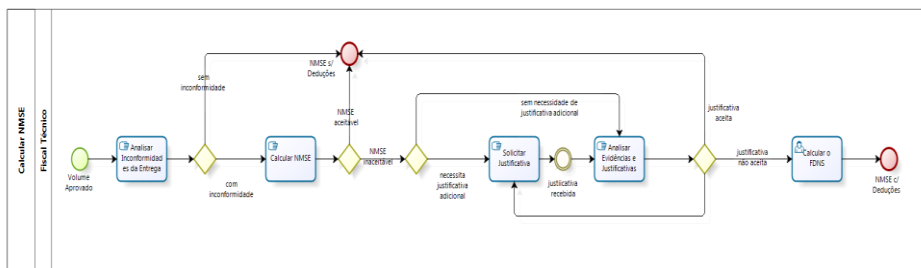 Calcular NMSE
Fiscal Técnico
Volume
Aprovado
Analisar
Inconformidad
es da Entrega
sem
inconformidade
com
inconformidade
Calcular NMSE
NMSE s/
Deduções
NMSE
aceitável
NMSE
inaceitável
sem necessidade de
justificativa adicional
necessita
justificativa
adicional
Solicitar
Justificativa
justiicativa
recebida
Analisar
Evidências e
Justificativas
justificativa
aceita
justificativa
não aceita
Calcular o
FDNS
NMSE c/
Deduções